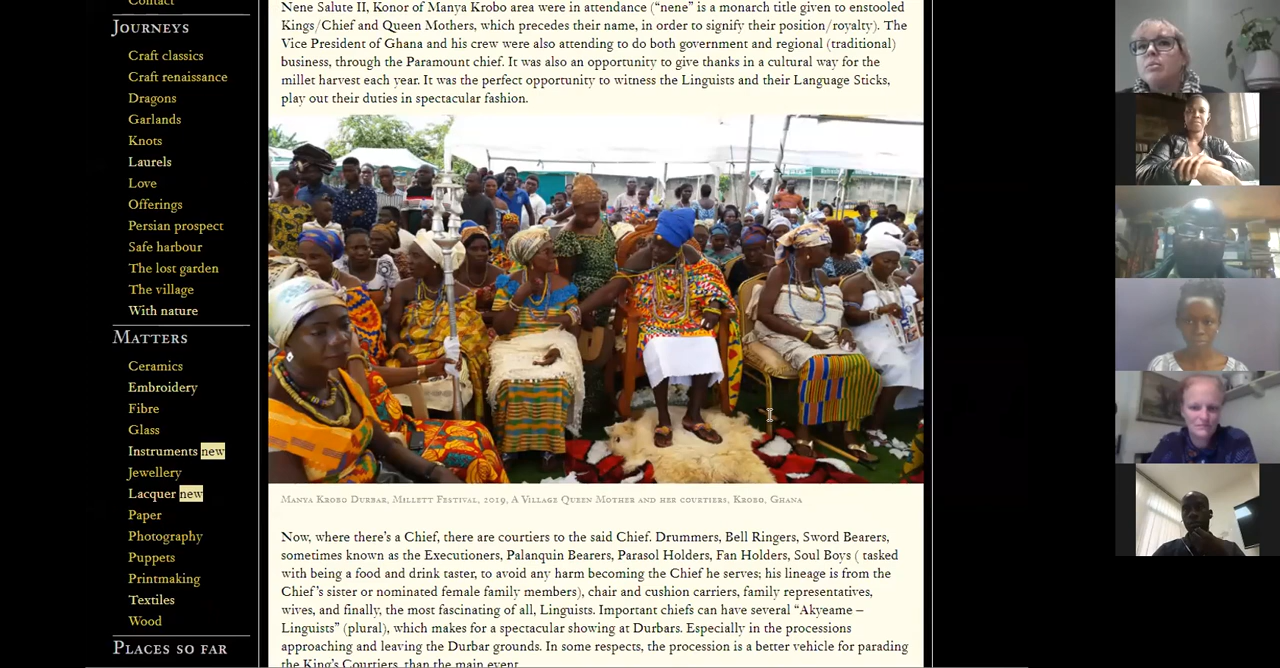 Contact
Journeys
Craft classics
Craft renaissance
Dragons
Garlands
Knots
Laurels
Love
Offerings
Persian prospect
Safe harbour
The lost garden
The village
With nature
Matters
Ceramics
Embroidery
Fibre
Glass
Instruments new
Jewellery
Lacquer new
Paper
Photography
Puppets
Printmaking
Textiles
Wood
Places so far
Nene Salute II, Konor of Manya Krobo area were in attendance (“nene” is a monarch title given to enstooled
Kings/Chief and Queen Mothers, which precedes their name, in order to signify their position/royalty). The
Vice President of Ghana and his crew were also attending to do both government and regional (traditional)
business, through the Paramount chief. It was also an opportunity to give thanks in a cultural way for the
millet harvest each year. It was the perfect opportunity to witness the Linguists and their Language Sticks,
play out their duties in spectacular fashion.
Manya Krobo Durbar, Millett Festival, 2019, A Village Queen Mother and her courtiers, Krobo, Ghana
Now, where there’s a Chief, there are courtiers to the said Chief. Drummers, Bell Ringers, Sword Bearers,
sometimes known as the Executioners, Palanquin Bearers, Parasol Holders, Fan Holders, Soul Boys ( tasked
with being a food and drink taster, to avoid any harm becoming the Chief he serves; his lineage is from the
Chief’s sister or nominated female family members), chair and cushion carriers, family representatives,
wives, and finally, the most fascinating of all, Linguists. Important chiefs can have several “Akyeame –
Linguists” (plural), which makes for a spectacular showing at Durbars. Especially in the processions
approaching and leaving the Durbar grounds. In some respects, the procession is a better vehicle for parading
the King’s Courtiers, than the main event.